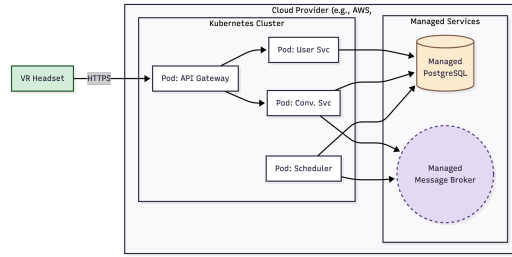 Cloud Provider (e.g., AWS,
Kubernetes Cluster
Managed Services
Pod: User Svc
Managed
PostgreSQL
VR Headset
HTTPS
Pod: API Gateway
Pod: Conv. Svc
Pod: Scheduler
Managed
Message Broker